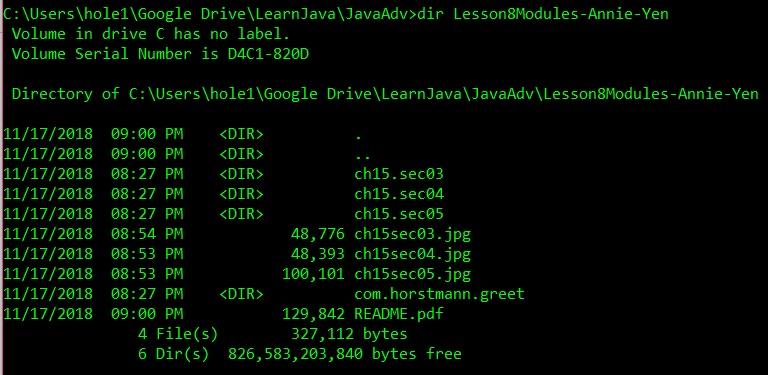 C:\Users\hole1\Google Drive\LearnJava\JavaAdv>dir Lesson8Modules-Annie-Yen
 Volume in drive C has no label.
 Volume Serial Number is D4C1-820D

 Directory of C:\Users\hole1\Google Drive\LearnJava\JavaAdv\Lesson8Modules-Annie-Yen

11/17/2018  09:00 PM    <DIR>          .
11/17/2018  09:00 PM    <DIR>          ..
11/17/2018  08:27 PM    <DIR>          ch15.sec03
11/17/2018  08:27 PM    <DIR>          ch15.sec04
11/17/2018  08:27 PM    <DIR>          ch15.sec05
11/17/2018  08:54 PM            48,776 ch15sec03.jpg
11/17/2018  08:53 PM            48,393 ch15sec04.jpg
11/17/2018  08:53 PM           100,101 ch15sec05.jpg
11/17/2018  08:27 PM    <DIR>          com.horstmann.greet
11/17/2018  09:00 PM           129,842 README.pdf
               4 File(s)        327,112 bytes
               6 Dir(s)  826,583,203,840 bytes free